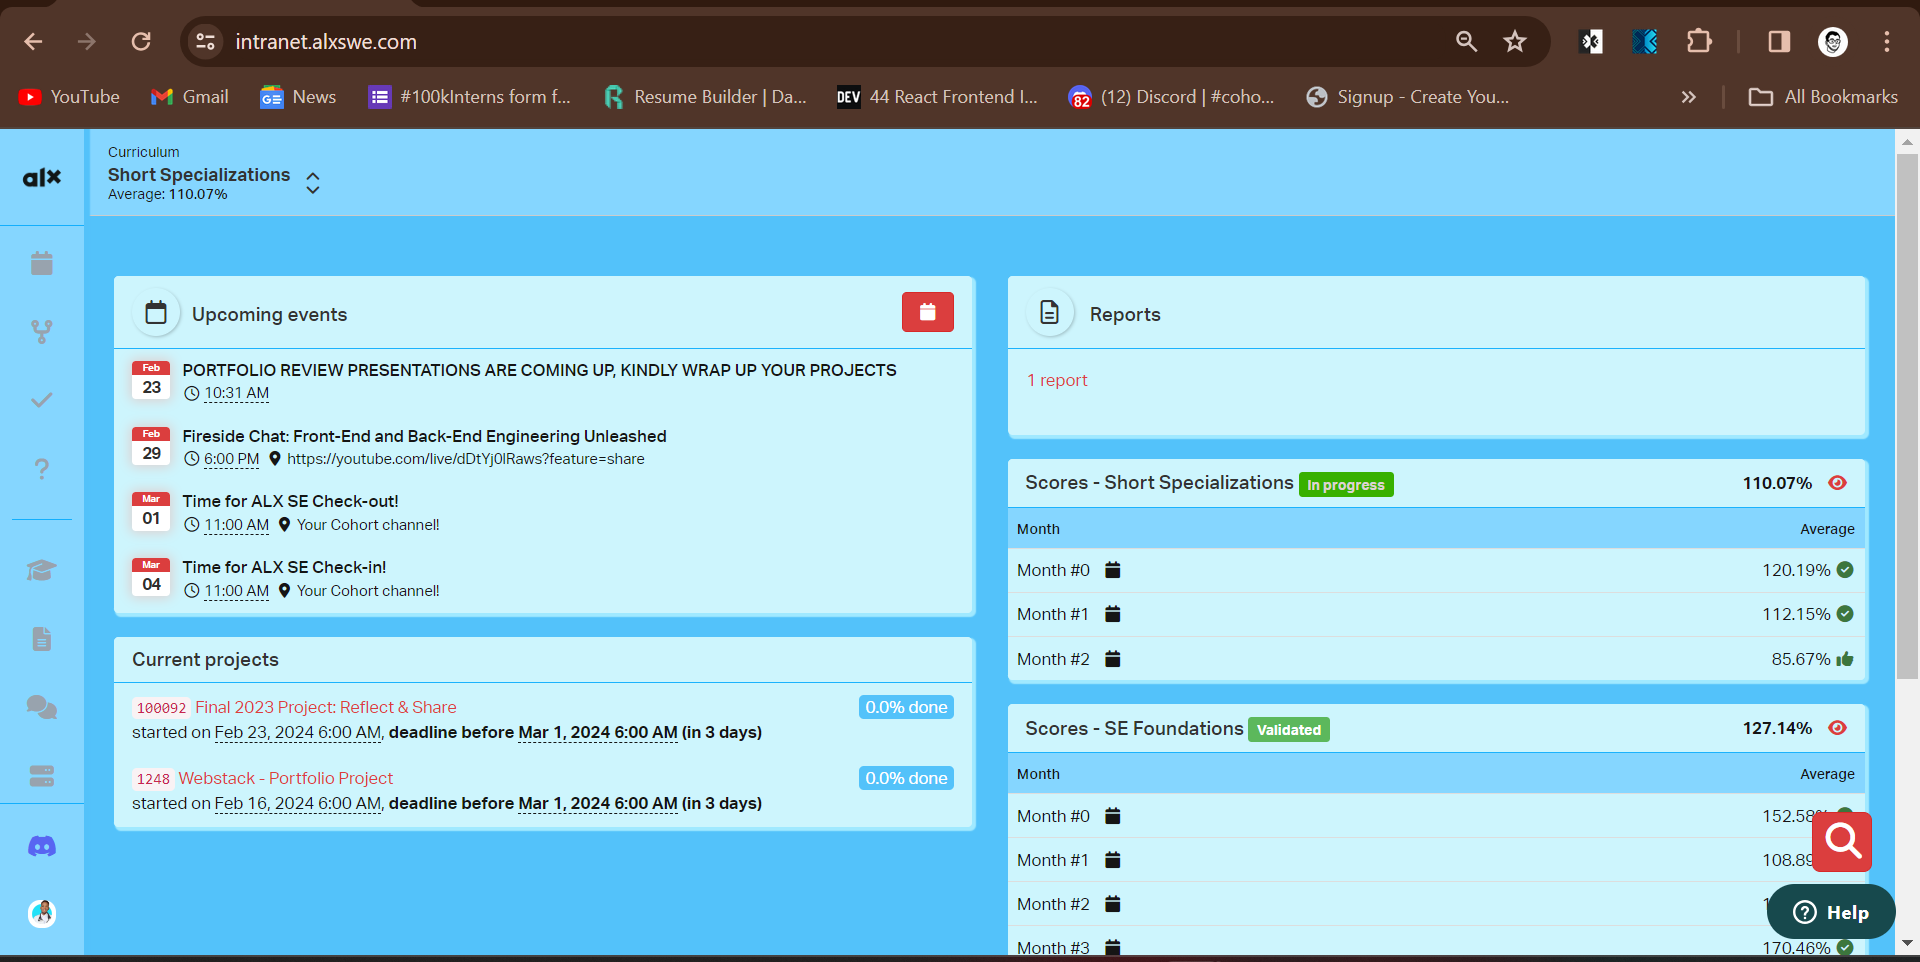 intranet.alxswe.com
YouTube
Gmail
News
#100kInterns form f...
Resume Builder | Da...
DEV
44 React Frontend I...
82
(12) Discord | #coho...
Signup - Create You...
All Bookmarks
alx
Curriculum
Short Specializations
Average: 110.07%
Upcoming events
Feb
23
PORTFOLIO REVIEW PRESENTATIONS ARE COMING UP, KINDLY WRAP UP YOUR PROJECTS
10:31 AM
Feb
29
Fireside Chat: Front-End and Back-End Engineering Unleashed
6:00 PM https://youtube.com/live/dDtYj0lRaws?feature=share
Mar
01
Time for ALX SE Check-out!
11:00 AM Your Cohort channel!
Mar
04
Time for ALX SE Check-in!
11:00 AM Your Cohort channel!
Current projects
100092 Final 2023 Project: Reflect & Share 0.0% done
started on Feb 23, 2024 6:00 AM, deadline before Mar 1, 2024 6:00 AM (in 3 days)
1248 Webstack - Portfolio Project 0.0% done
started on Feb 16, 2024 6:00 AM, deadline before Mar 1, 2024 6:00 AM (in 3 days)
Reports
1 report
Scores - Short Specializations In progress 110.07%
Month Average
Month #0 120.19%
Month #1 112.15%
Month #2 85.67%
Scores - SE Foundations Validated 127.14%
Month Average
Month #0 152.58%
Month #1 108.89
Month #2
Month #3 170.46%
Help